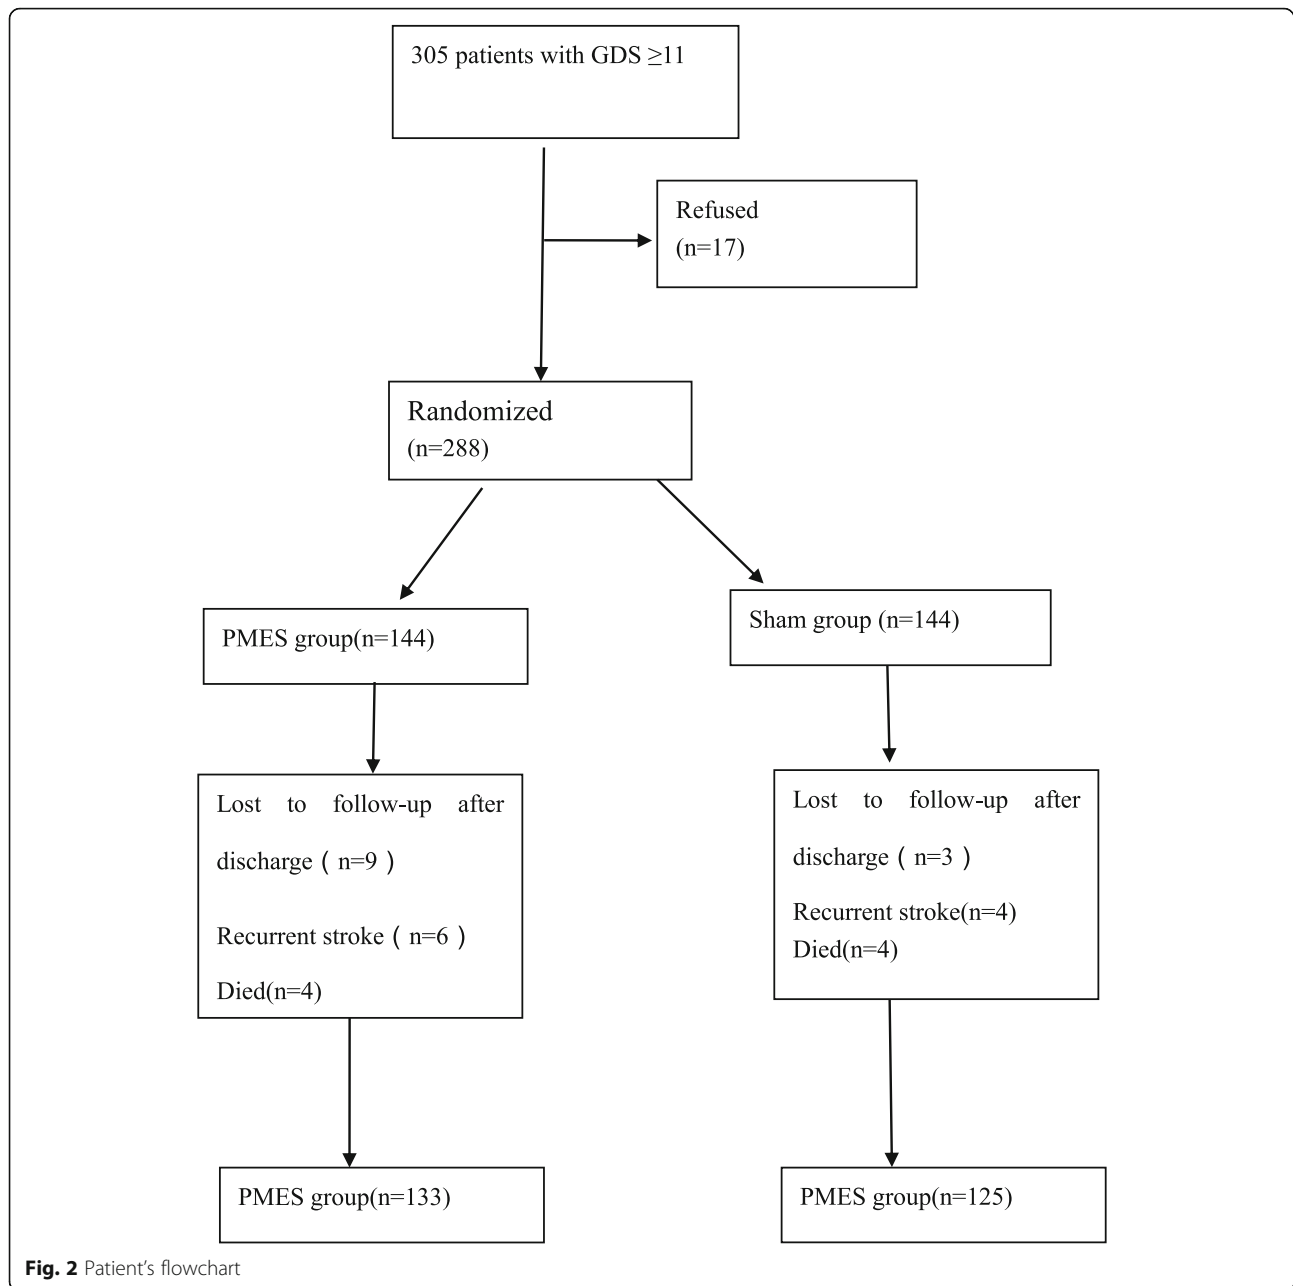 305 patients with GDS ≥11
Refused
(n=17)
Randomized
(n=288)
PMES group(n=144)
Sham group (n=144)
Lost to follow-up after
discharge ( n=9 )
Recurrent stroke ( n=6 )
Died(n=4)
Lost to follow-up after
discharge ( n=3 )
Recurrent stroke(n=4)
Died(n=4)
PMES group(n=133)
PMES group(n=125)
Fig. 2 Patient's flowchart